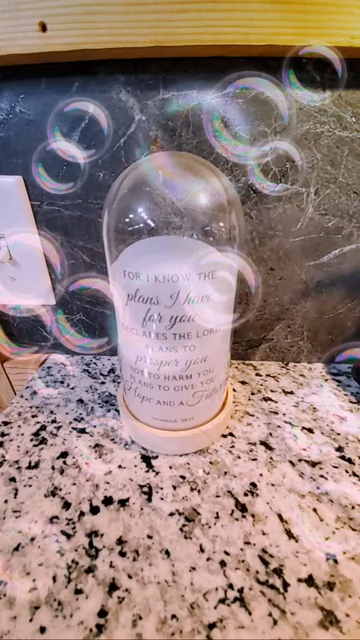 FOR I KNOW THE
plans I have
for you
DECLARES THE LORD
PLANS TO
prosper you
NOT TO HARM YOU
PLANS TO GIVE YOU
Hope AND A Future